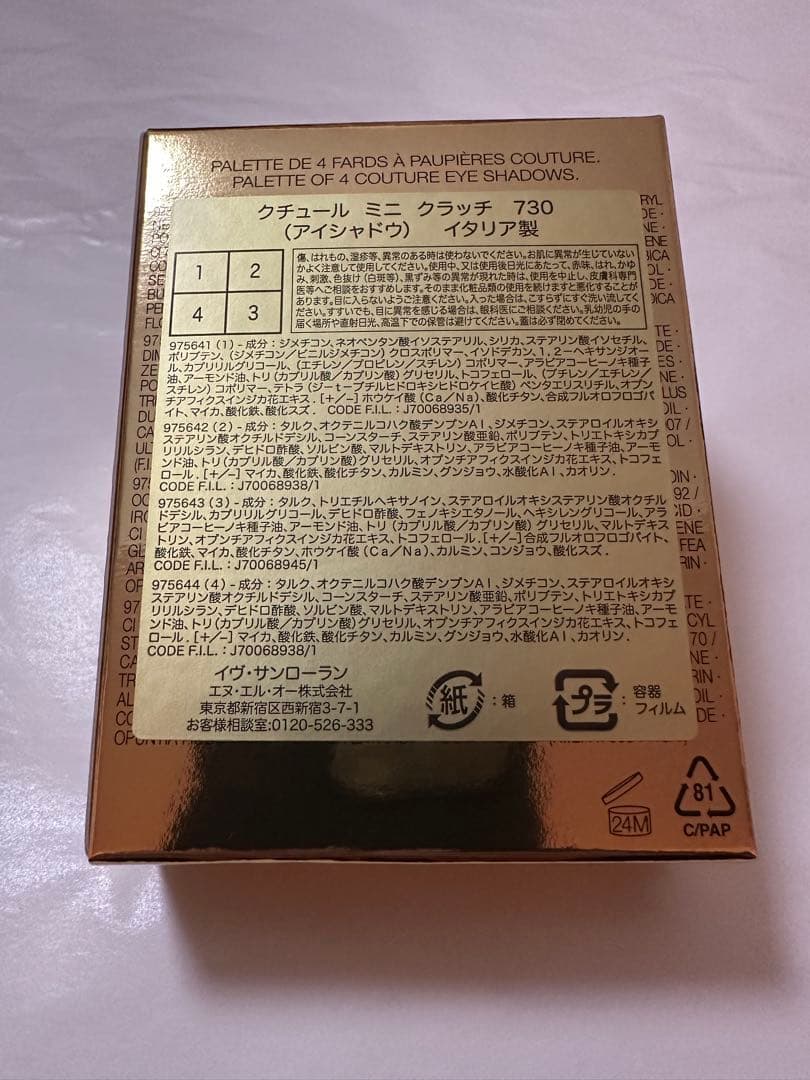 PALETTE DE 4 FARDS À PAUPIÈRES COUTURE.
PALETTE OF 4 COUTURE EYE SHADOWS.
クチュール ミニ クラッチ 730
(アイシャドウ) イタリア製
1 2
4 3
傷、はれもの、湿疹等、異常のある時は使わないでください。お肌に異常が生じていない
かよく注意して使用してください。使用中、又は使用後日光にあたって、赤味、はれ、かゆ
み、刺激、色抜け(白斑等)、黒ずみ等の異常が現れた時は、使用を中止し、皮膚科専門
医等へご相談をおすすめします。そのまま化粧品類の使用を続けますと悪化することが
あります。目に入らないようご注意ください。入った場合は、こすらずにすぐ洗い流してく
ださい。すすいでも、目に異常を感じる場合は、眼科医にご相談ください。乳幼児の手の
届く場所や直射日光、高温下での保管は避けてください。蓋は必ず閉めてください。
975641(1)-成分:ジメチコン、ネオペンタン酸イソステアリル、シリカ、ステアリン酸イソセチル、
ポリブテン、(ジメチコン/ビニルジメチコン)クロスポリマー、イソドデカン、1,2-ヘキサンジオー
ル、カプリリルグリコール、(エチレン/プロピレン/スチレン)コポリマー、アラビアコーヒーノキ種子
油、アーモンド油、トリ(カプリル酸/カプリン酸)グリセリル、トコフェロール、(ブチレン/エチレン/
スチレン)コポリマー、テトラ(ジ-t-ブチルヒドロキシヒドロケイヒ酸)ペンタエリスリチル、オプン
チアフィクスインジカ花エキス.[+/-]ホウケイ酸(Ca/Na)、酸化チタン、合成フルオロフロゴパ
イト、マイカ、酸化鉄、酸化スズ. CODE F.I.L.:J70068935/1
975642(2)-成分:タルク、オクテニルコハク酸デンプンAl、ジメチコン、ステアロイルオキシ
ステアリン酸オクチルドデシル、コーンスターチ、ステアリン酸亜鉛、ポリブテン、トリエトキシカプ
リリルシラン、デヒドロ酢酸、ソルビン酸、マルトデキストリン、アラビアコーヒーノキ種子油、アー
モンド油、トリ(カプリル酸/カプリン酸)グリセリル、オプンチアフィクスインジカ花エキス、トコフェ
ロール.[+/-]マイカ、酸化鉄、酸化チタン、カルミン、グンジョウ、水酸化Al、カオリン.
CODE F.I.L.:J70068938/1
975643(3)-成分:タルク、トリエチルヘキサノイン、ステアロイルオキシステアリン酸オクチルド
デシル、カプリリルグリコール、デヒドロ酢酸、フェノキシエタノール、ヘキシレングリコール、アラ
ビアコーヒーノキ種子油、アーモンド油、トリ(カプリル酸/カプリン酸)グリセリル、マルトデキス
トリン、オプンチアフィクスインジカ花エキス、トコフェロール.[+/-]合成フルオロフロゴパイト、
酸化鉄、マイカ、酸化チタン、ホウケイ酸(Ca/Na)、カルミン、コンジョウ、酸化スズ.
CODE F.I.L.:J70068945/1
975644(4)-成分:タルク、オクテニルコハク酸デンプンAl、ジメチコン、ステアロイルオキシ
ステアリン酸オクチルドデシル、コーンスターチ、ステアリン酸亜鉛、ポリブテン、トリエトキシカプ
リリルシラン、デヒドロ酢酸、ソルビン酸、マルトデキストリン、アラビアコーヒーノキ種子油、アーモ
ンド油、トリ(カプリル酸/カプリン酸)グリセリル、オプンチアフィクスインジカ花エキス、トコフェ
ロール.[+/-]マイカ、酸化鉄、酸化チタン、カルミン、グンジョウ、水酸化Al、カオリン.
CODE F.I.L.:J70068938/1
イヴ・サンローラン
エヌ・エル・オー株式会社
東京都新宿区西新宿3-7-1
お客様相談室:0120-526-333
紙:箱
プラ:容器
フィルム
24M
81
C/PAP